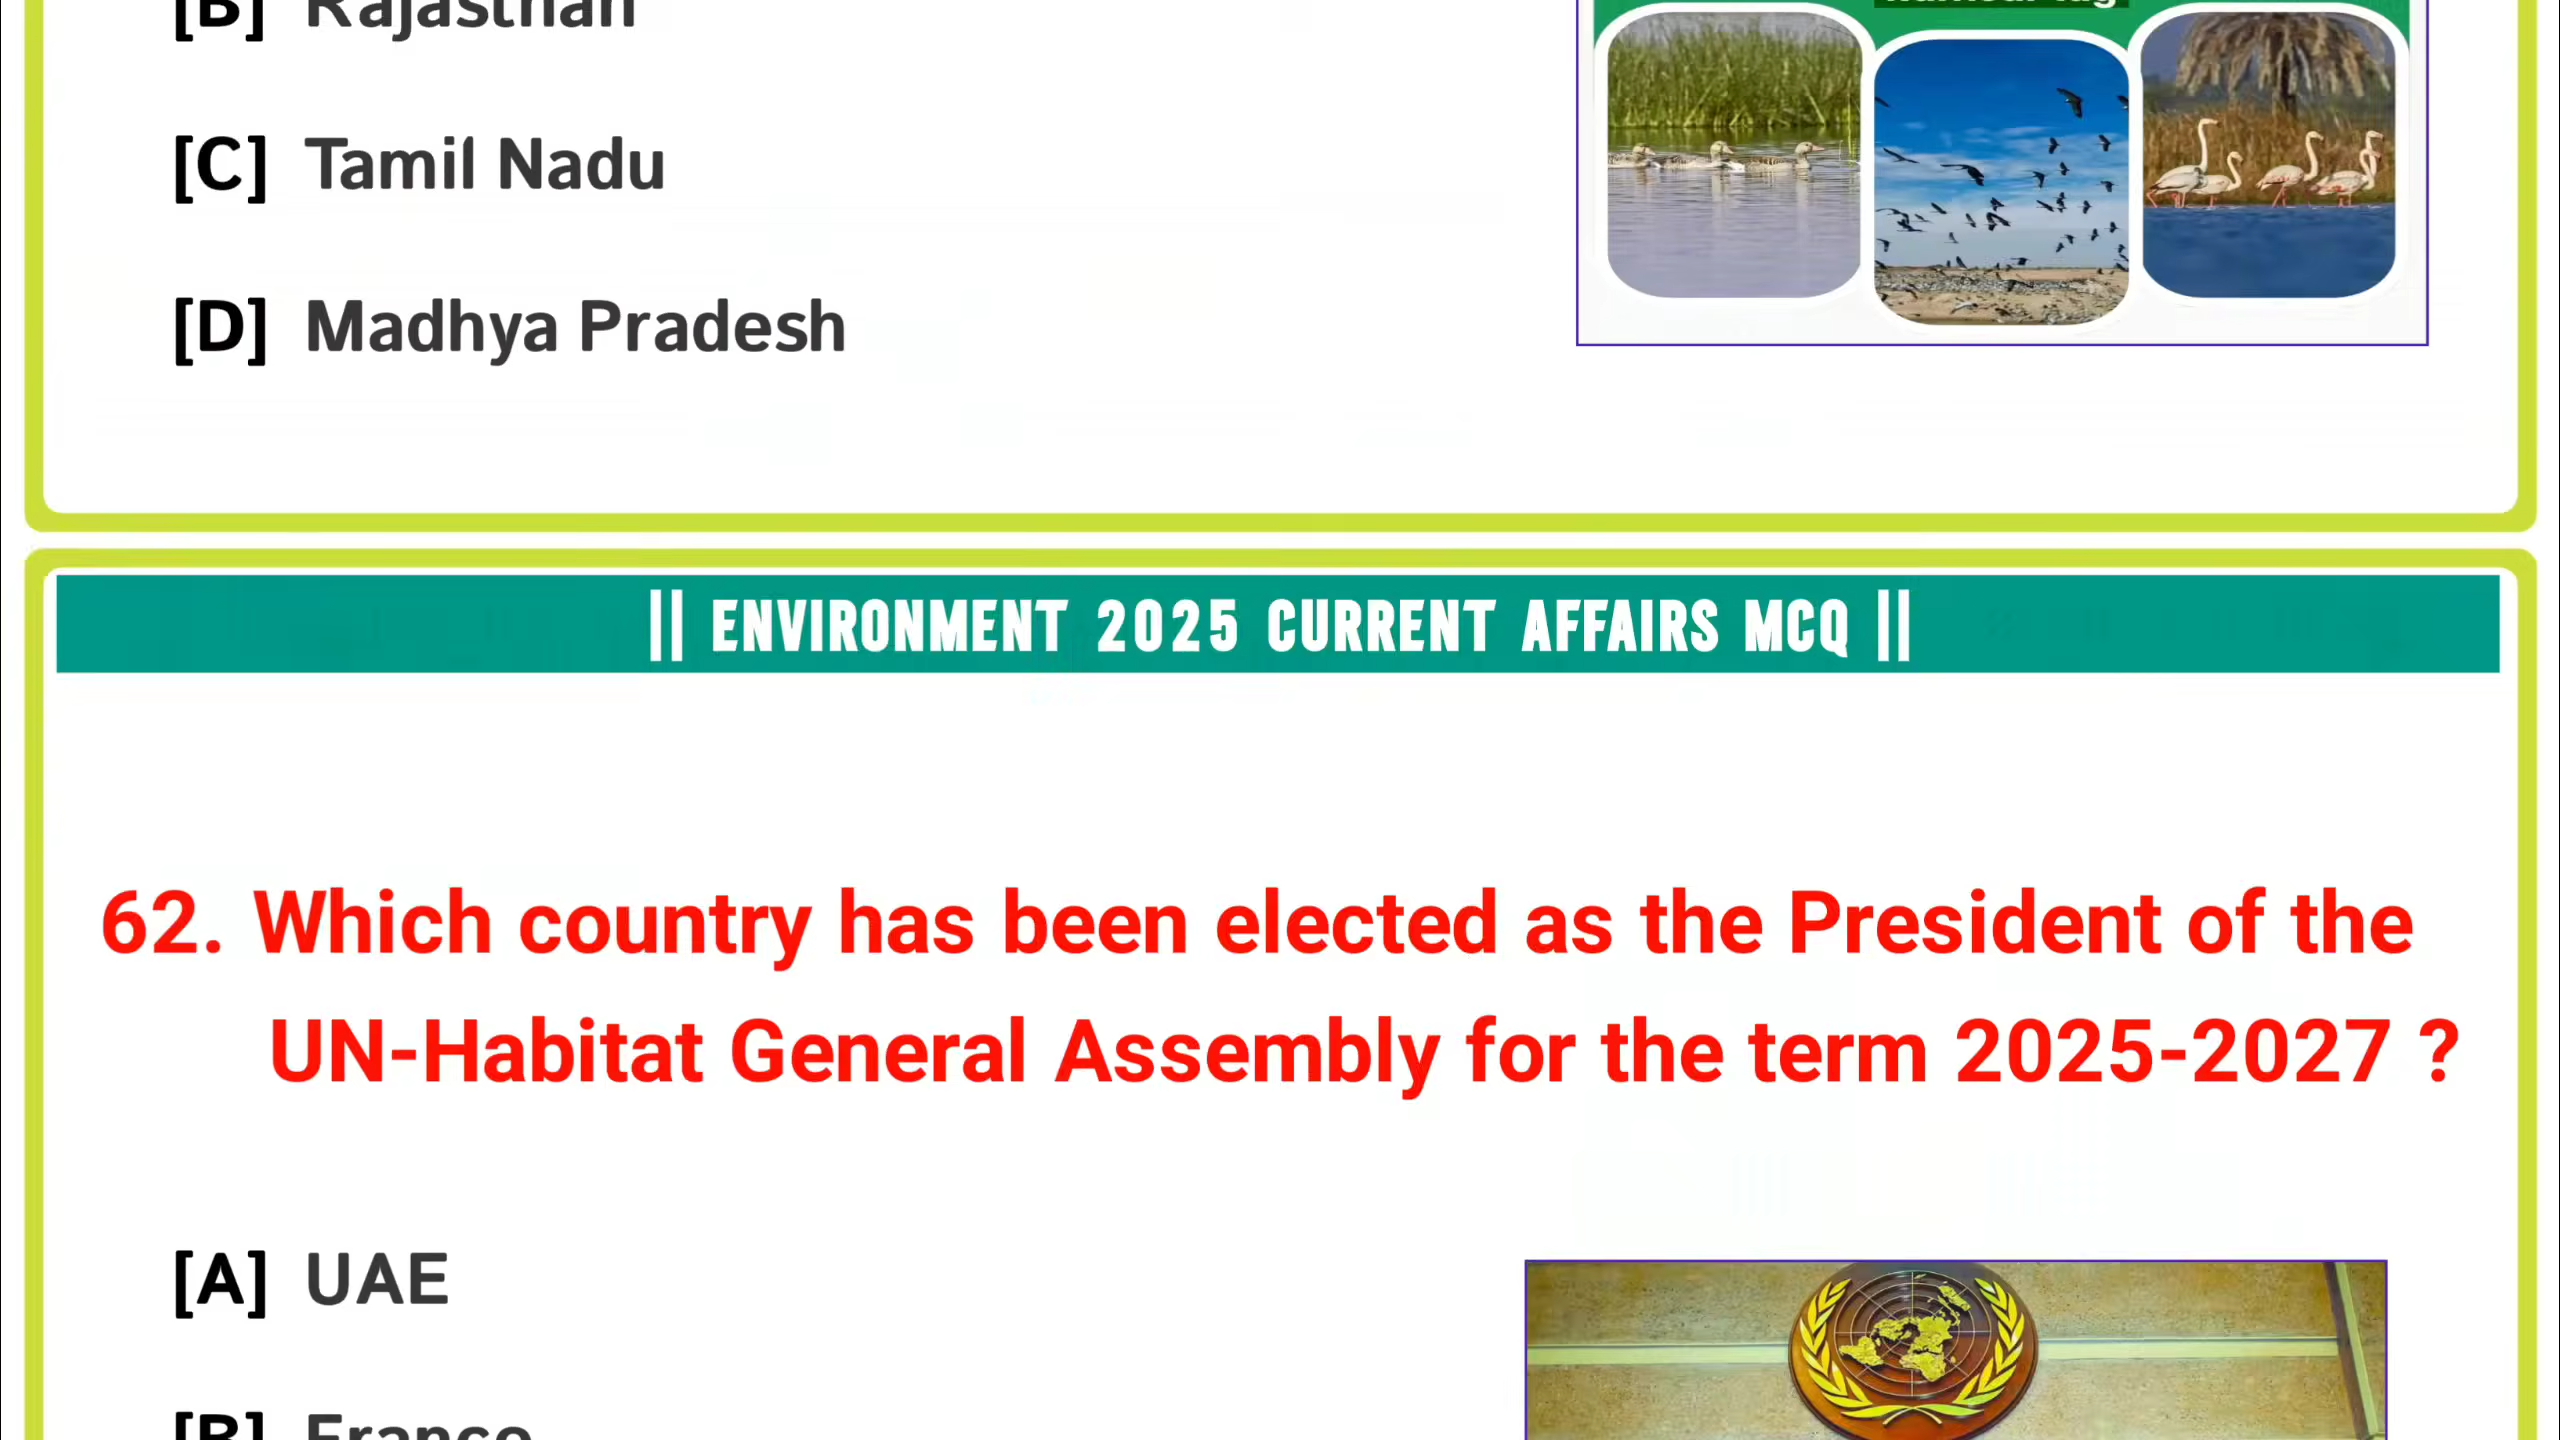 [B] Rajasthan
[C] Tamil Nadu
[D] Madhya Pradesh
|| ENVIRONMENT 2025 CURRENT AFFAIRS MCQ ||
62. Which country has been elected as the President of the
UN-Habitat General Assembly for the term 2025-2027 ?
[A] UAE
[B] France